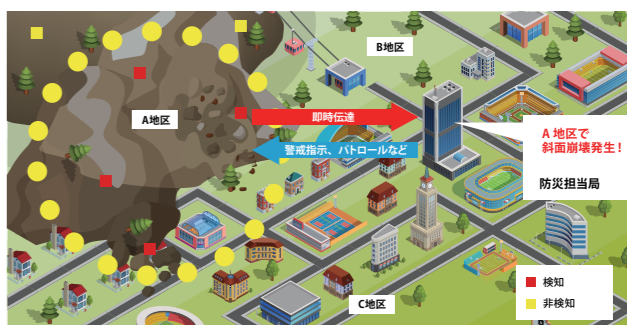 B地区
A地区
即時伝達
警戒指示、パトロールなど
A地区で
斜面崩壊発生！
防災担当局
C地区
検知
非検知